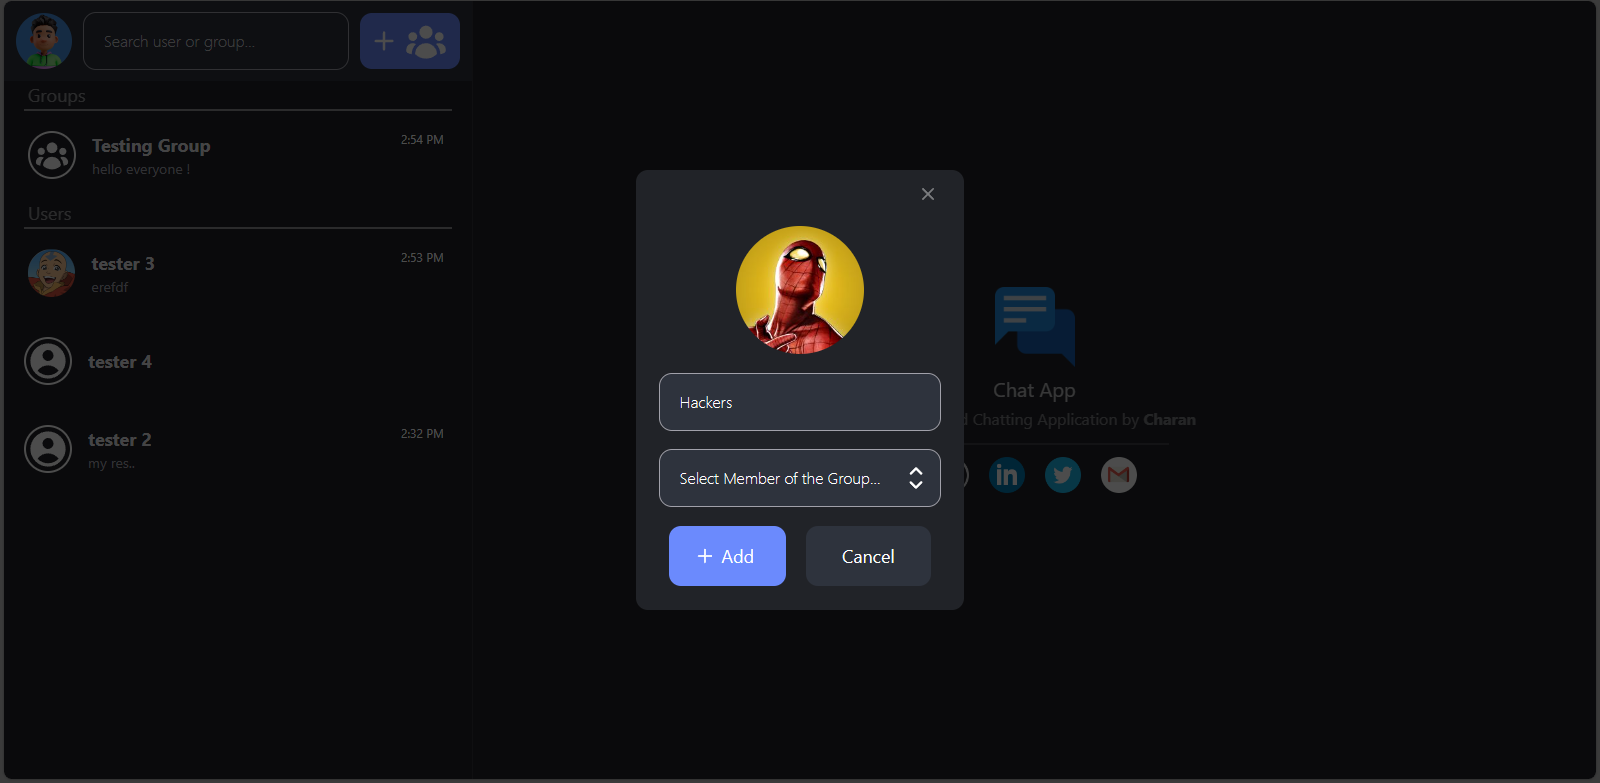 Search user or group...
Groups
Testing Group
2:54 PM
hello everyone !
Users
tester 3
2:53 PM
erefdf
tester 4
tester 2
2:32 PM
my res..
Hackers
Select Member of the Group...
+ Add
Cancel
Chat App
Chatting Application by Charan
in